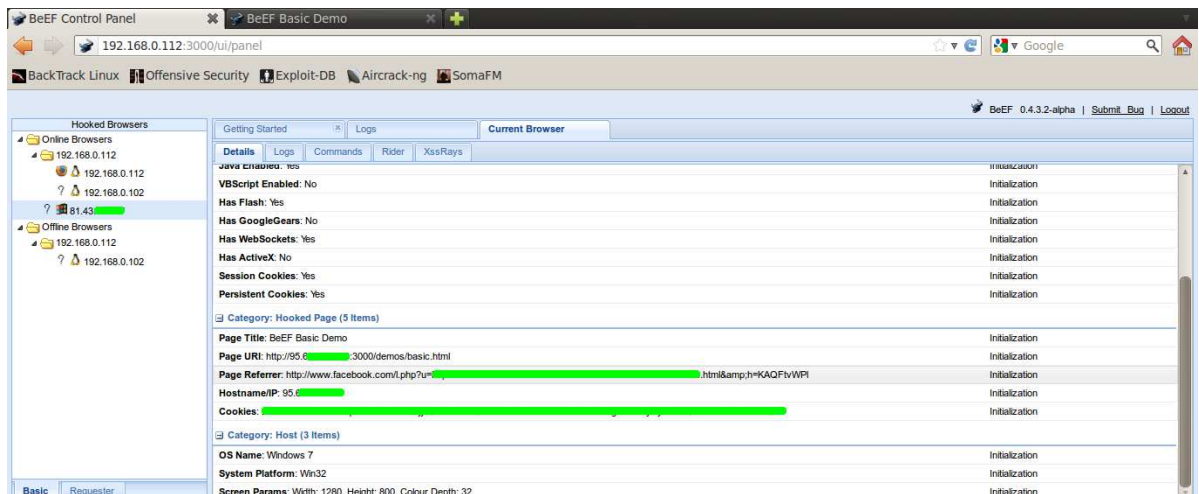 BeEF Control Panel
BeEF Basic Demo
192.168.0.112:3000/ui/panel
Google
BackTrack Linux Offensive Security Exploit-DB Aircrack-ng SomaFM
BeEF 0.4.3.2-alpha | Submit Bug | Logout
Hooked Browsers
Online Browsers
192.168.0.112
192.168.0.112
? 192.168.0.102
? 81.43
Offline Browsers
192.168.0.112
? 192.168.0.102
Basic Requester
Getting Started Logs Current Browser
Details Logs Commands Rider XssRays
Java Enabled: Yes Initialization
VBScript Enabled: No Initialization
Has Flash: Yes Initialization
Has GoogleGears: No Initialization
Has WebSockets: Yes Initialization
Has ActiveX: No Initialization
Session Cookies: Yes Initialization
Persistent Cookies: Yes Initialization
Category: Hooked Page (5 Items)
Page Title: BeEF Basic Demo Initialization
Page URI: http://95.6 :3000/demos/basic.html Initialization
Page Referrer: http://www.facebook.com/l.php?u= .html&amp;h=KAQFtvWPl Initialization
Hostname/IP: 95.6 Initialization
Cookies: Initialization
Category: Host (3 Items)
OS Name: Windows 7 Initialization
System Platform: Win32 Initialization
Screen Params: Width: 1280, Height: 800, Colour Depth: 32 Initialization